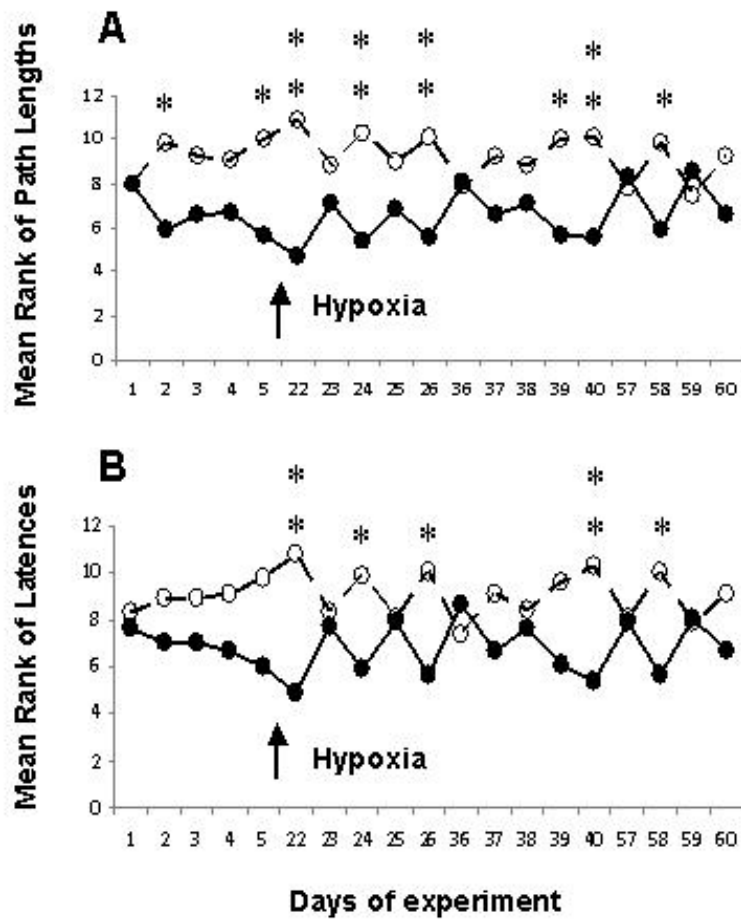 A
* * * *
* * * * * * * *
Mean Rank of Path Lengths
12
10
8
6
4
2
0
Hypoxia
1 2 3 4 5 22 23 24 25 26 36 37 38 39 40 57 58 59 60
B
* *
* * * * *
Mean Rank of Latences
12
10
8
6
4
2
0
Hypoxia
1 2 3 4 5 22 23 24 25 26 36 37 38 39 40 57 58 59 60
Days of experiment